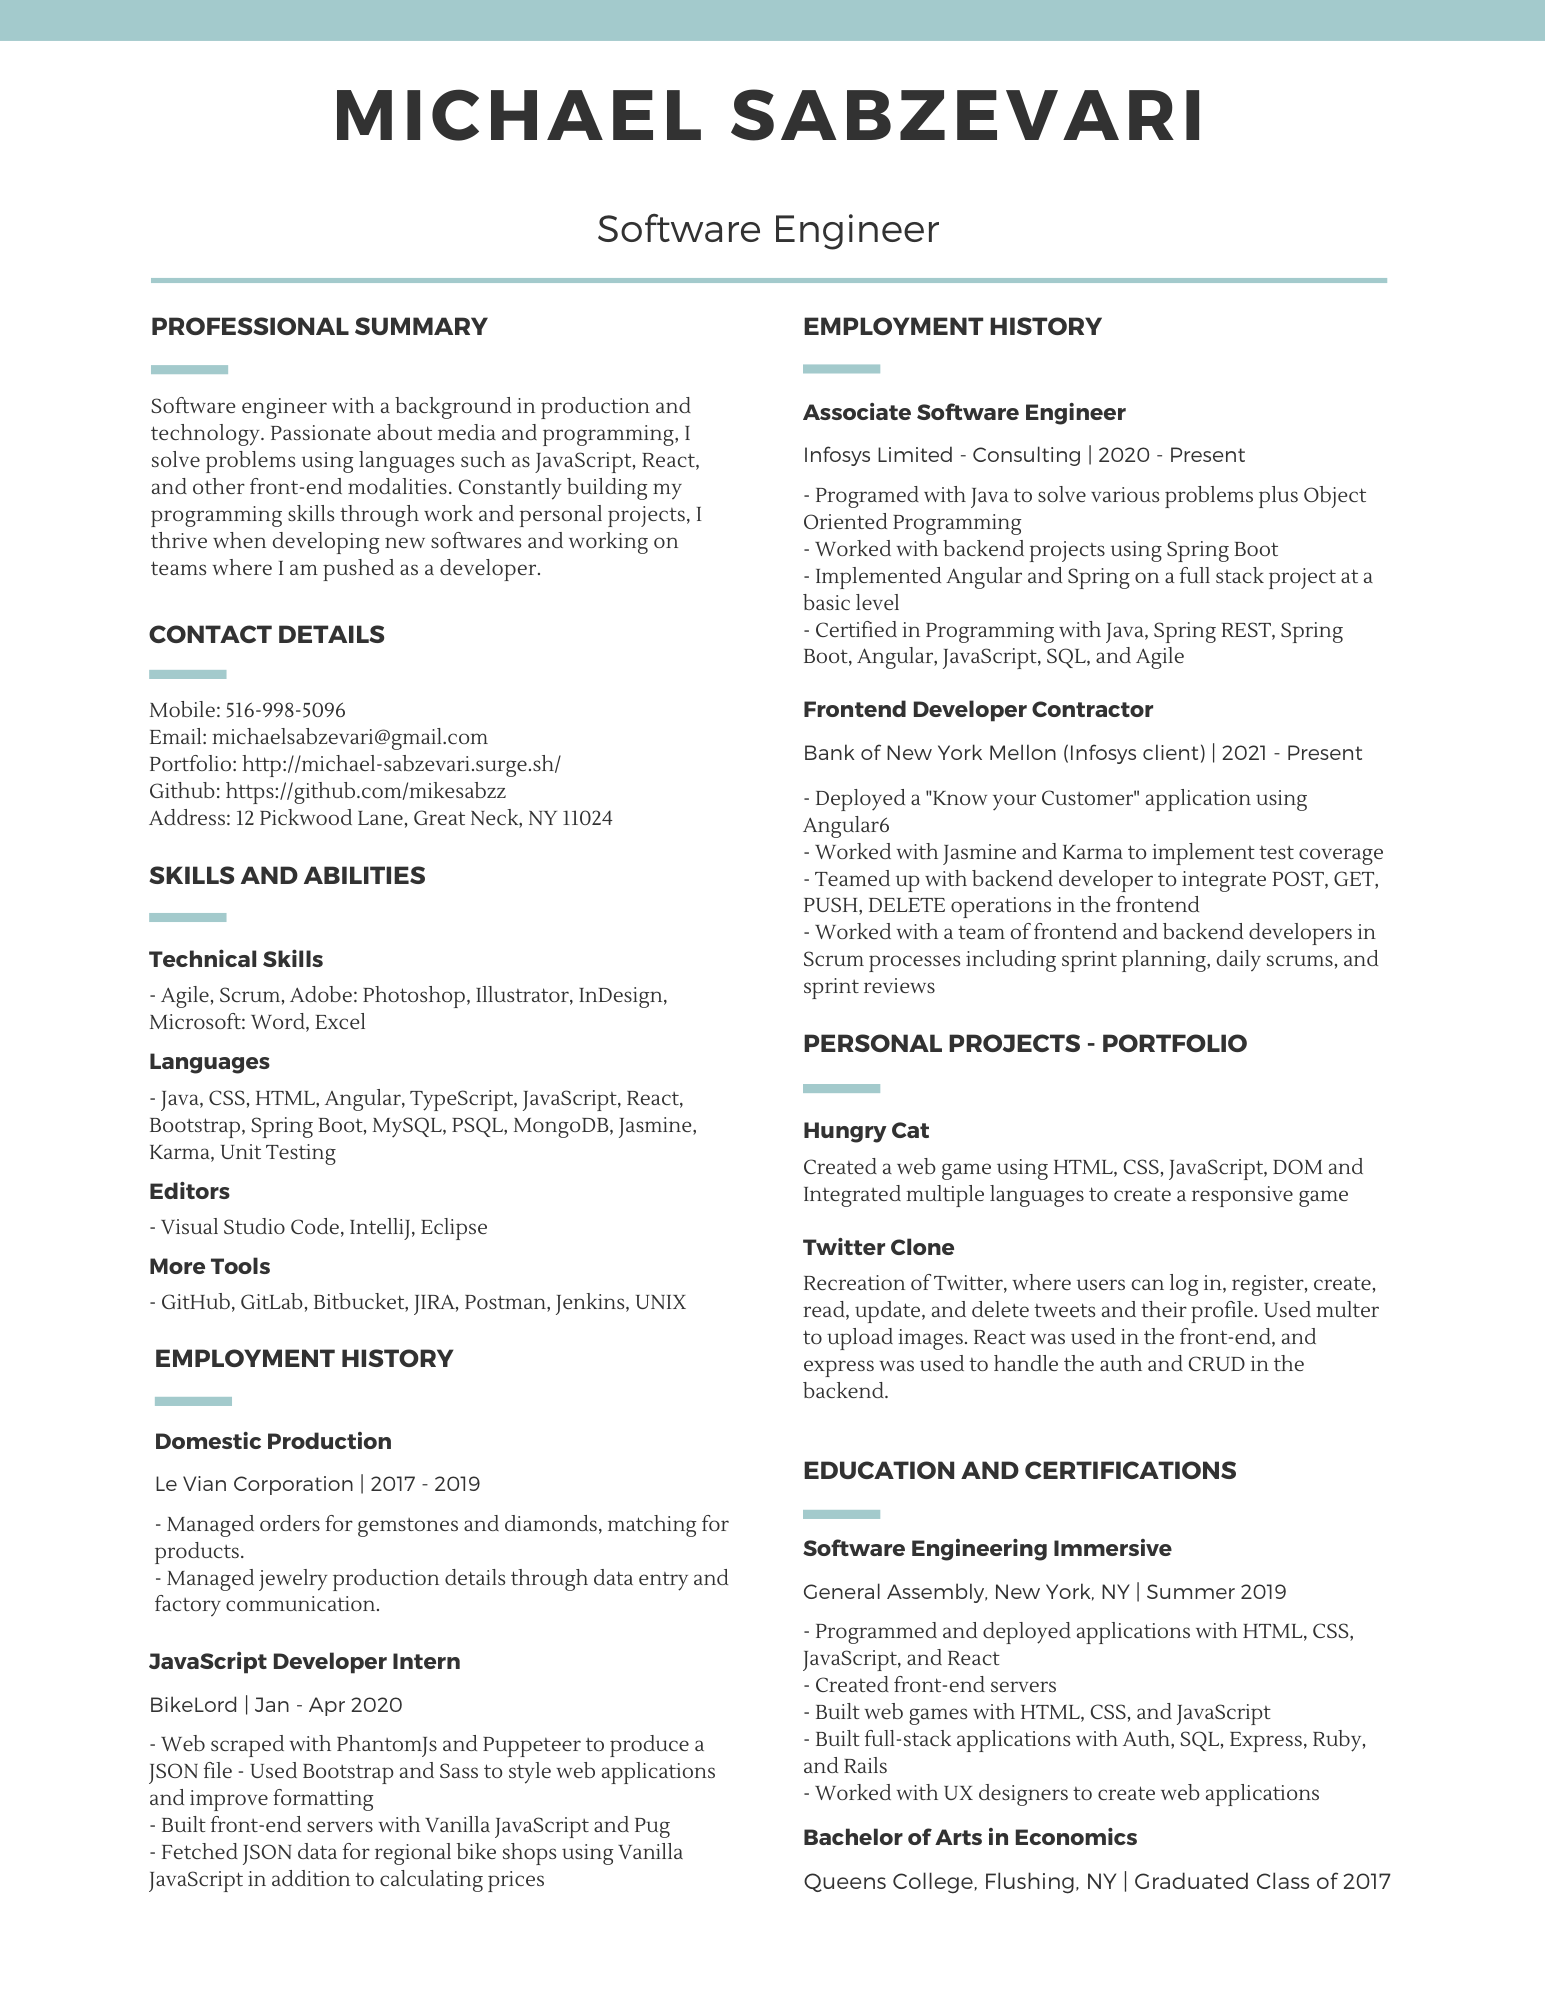 MICHAEL SABZEVARI
Software Engineer
PROFESSIONAL SUMMARY
Software engineer with a background in production and
technology. Passionate about media and programming, I
solve problems using languages such as JavaScript, React,
and other front-end modalities. Constantly building my
programming skills through work and personal projects, I
thrive when developing new softwares and working on
teams where I am pushed as a developer.
CONTACT DETAILS
Mobile: 516-998-5096
Email: michaelsabzevari@gmail.com
Portfolio: http://michael-sabzevari.surge.sh/
Github: https://github.com/mikesabzz
Address: 12 Pickwood Lane, Great Neck, NY 11024
SKILLS AND ABILITIES
Technical Skills
- Agile, Scrum, Adobe: Photoshop, Illustrator, InDesign,
Microsoft: Word, Excel
Languages
- Java, CSS, HTML, Angular, TypeScript, JavaScript, React,
Bootstrap, Spring Boot, MySQL, PSQL, MongoDB, Jasmine,
Karma, Unit Testing
Editors
- Visual Studio Code, IntelliJ, Eclipse
More Tools
- GitHub, GitLab, Bitbucket, JIRA, Postman, Jenkins, UNIX
EMPLOYMENT HISTORY
Domestic Production
Le Vian Corporation | 2017 - 2019
- Managed orders for gemstones and diamonds, matching for
products.
- Managed jewelry production details through data entry and
factory communication.
JavaScript Developer Intern
BikeLord | Jan - Apr 2020
- Web scraped with PhantomJs and Puppeteer to produce a
JSON file - Used Bootstrap and Sass to style web applications
and improve formatting
- Built front-end servers with Vanilla JavaScript and Pug
- Fetched JSON data for regional bike shops using Vanilla
JavaScript in addition to calculating prices
EMPLOYMENT HISTORY
Associate Software Engineer
Infosys Limited - Consulting | 2020 - Present
- Programed with Java to solve various problems plus Object
Oriented Programming
- Worked with backend projects using Spring Boot
- Implemented Angular and Spring on a full stack project at a
basic level
- Certified in Programming with Java, Spring REST, Spring
Boot, Angular, JavaScript, SQL, and Agile
Frontend Developer Contractor
Bank of New York Mellon (Infosys client) | 2021 - Present
- Deployed a "Know your Customer" application using
Angular6
- Worked with Jasmine and Karma to implement test coverage
- Teamed up with backend developer to integrate POST, GET,
PUSH, DELETE operations in the frontend
- Worked with a team of frontend and backend developers in
Scrum processes including sprint planning, daily scrums, and
sprint reviews
PERSONAL PROJECTS - PORTFOLIO
Hungry Cat
Created a web game using HTML, CSS, JavaScript, DOM and
Integrated multiple languages to create a responsive game
Twitter Clone
Recreation of Twitter, where users can log in, register, create,
read, update, and delete tweets and their profile. Used multer
to upload images. React was used in the front-end, and
express was used to handle the auth and CRUD in the
backend.
EDUCATION AND CERTIFICATIONS
Software Engineering Immersive
General Assembly, New York, NY | Summer 2019
- Programmed and deployed applications with HTML, CSS,
JavaScript, and React
- Created front-end servers
- Built web games with HTML, CSS, and JavaScript
- Built full-stack applications with Auth, SQL, Express, Ruby,
and Rails
- Worked with UX designers to create web applications
Bachelor of Arts in Economics
Queens College, Flushing, NY | Graduated Class of 2017